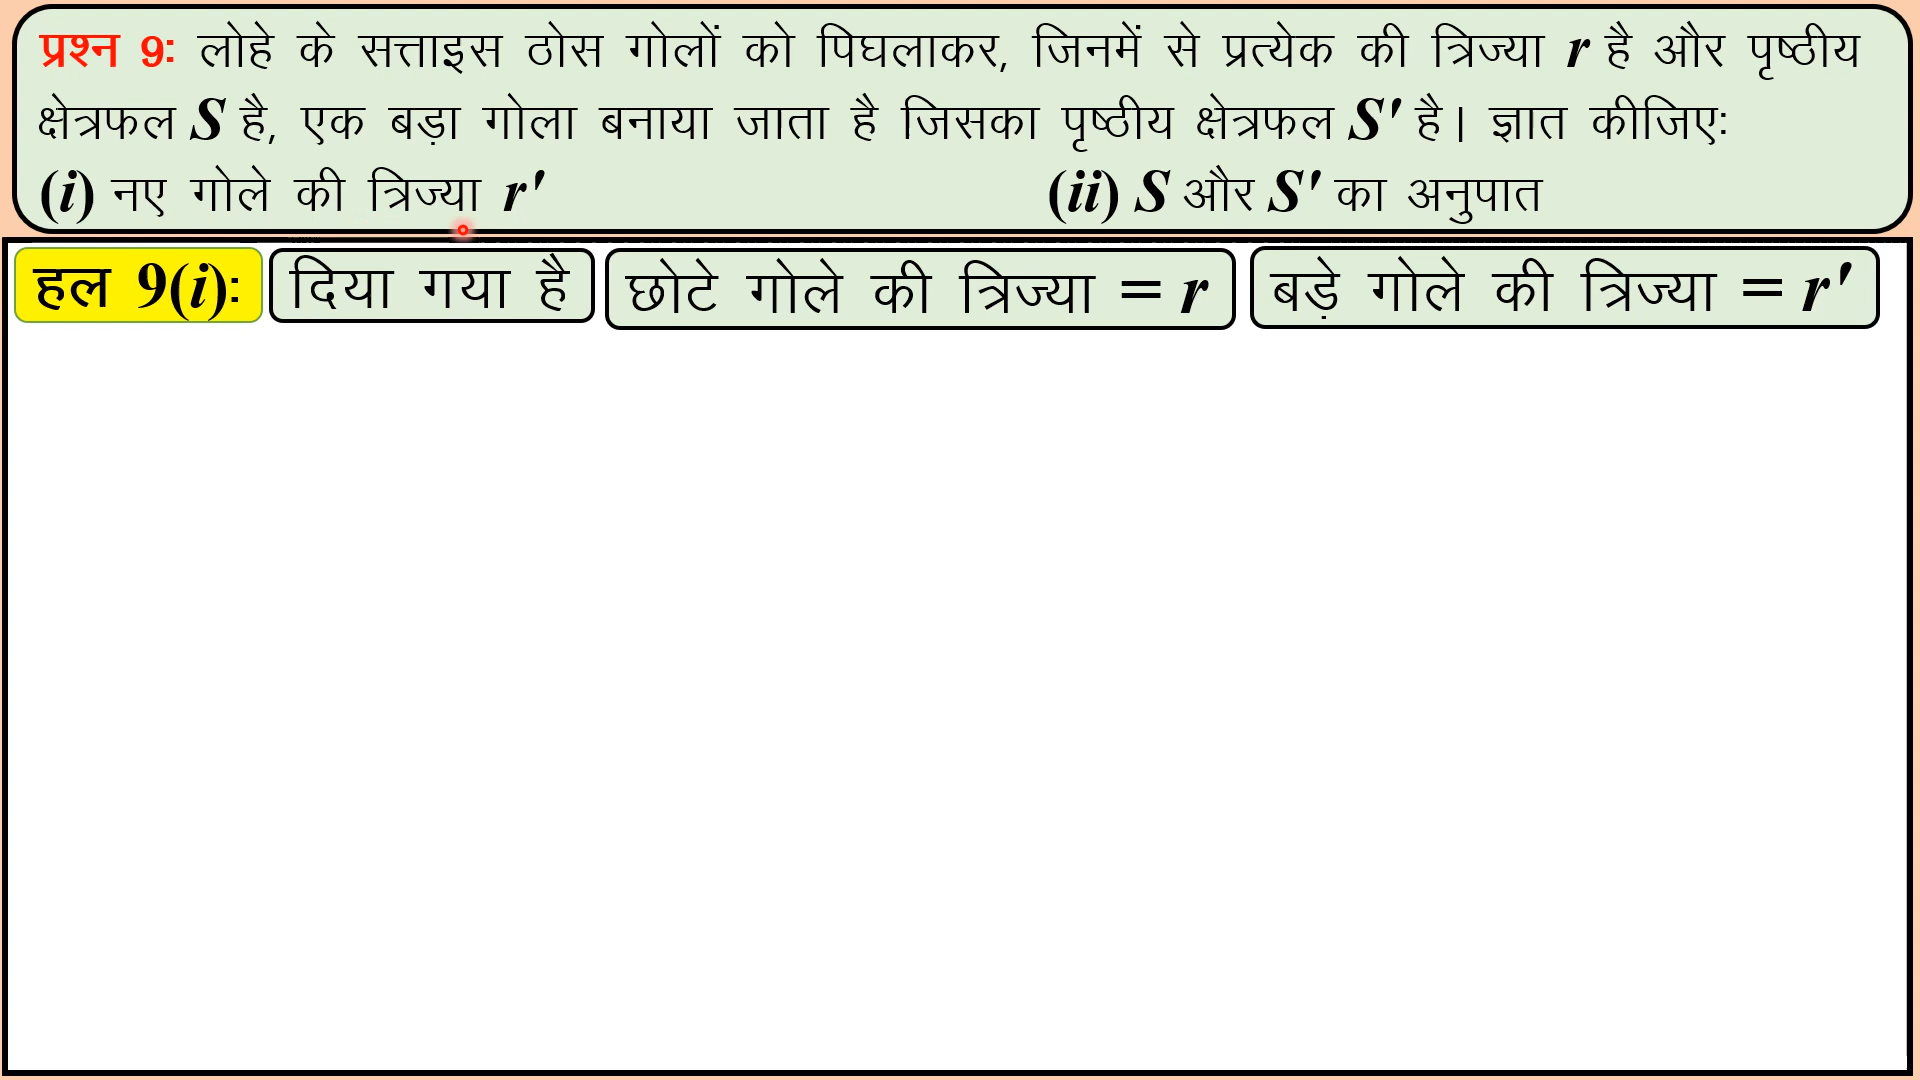 प्रश्न 9: लोहे के सत्ताइस ठोस गोलों को पिघलाकर, जिनमें से प्रत्येक की त्रिज्या r है और पृष्ठीय
क्षेत्रफल S है, एक बड़ा गोला बनाया जाता है जिसका पृष्ठीय क्षेत्रफल S′ है। ज्ञात कीजिए:
(i) नए गोले की त्रिज्या r′ (ii) S और S′ का अनुपात
हल 9(i): दिया गया है छोटे गोले की त्रिज्या = r बड़े गोले की त्रिज्या = r′